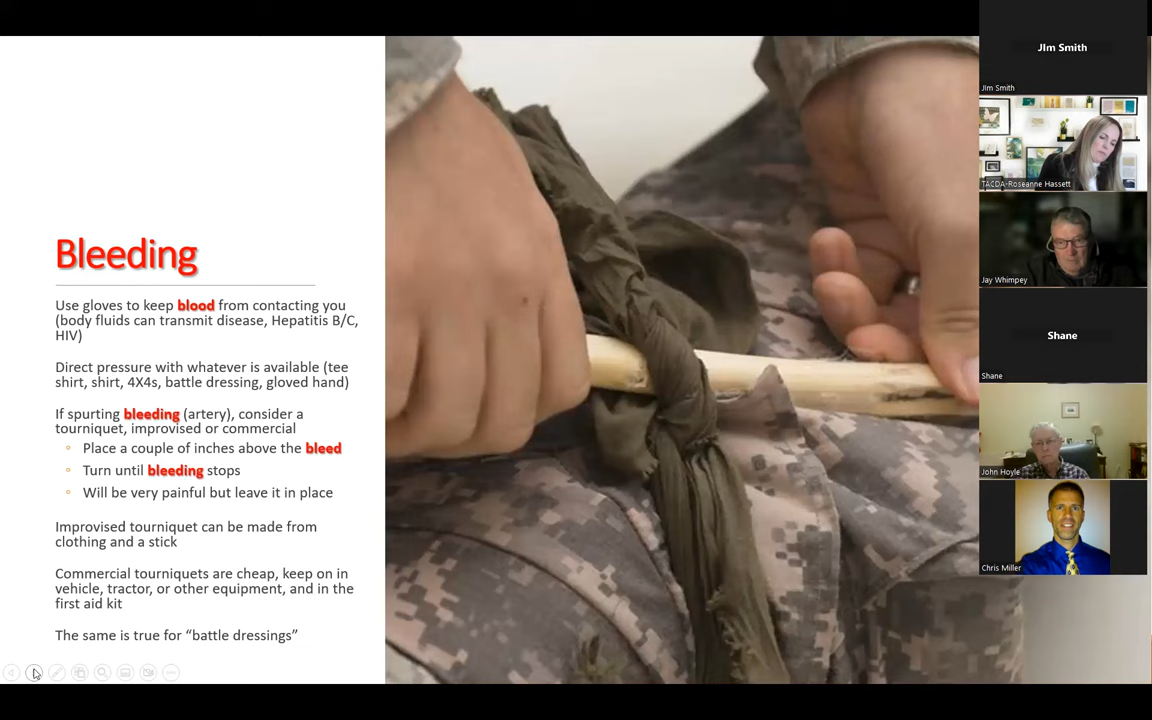 Bleeding
Use gloves to keep blood from contacting you
(body fluids can transmit disease, Hepatitis B/C,
HIV)
Direct pressure with whatever is available (tee
shirt, shirt, 4X4s, battle dressing, gloved hand)
If spurting bleeding (artery), consider a
tourniquet, improvised or commercial
Place a couple of inches above the bleed
Turn until bleeding stops
Will be very painful but leave it in place
Improvised tourniquet can be made from
clothing and a stick
Commercial tourniquets are cheap, keep on in
vehicle, tractor, or other equipment, and in the
first aid kit
The same is true for “battle dressings”
JIm Smith
JIm Smith
TACDA-Roseanne Hassett
Jay Whimpey
Shane
Shane
John Hoyle
Chris Miller